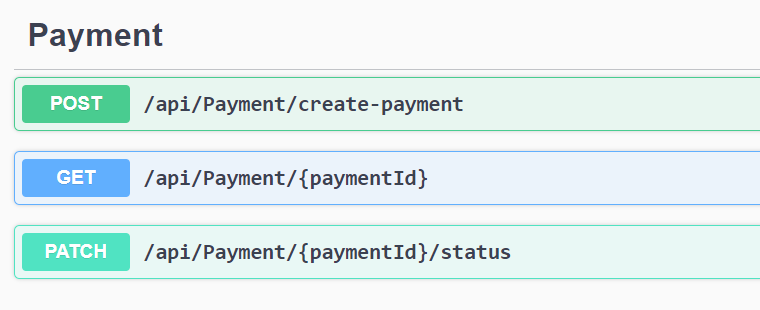 Payment
POST /api/Payment/create-payment
GET /api/Payment/{paymentId}
PATCH /api/Payment/{paymentId}/status